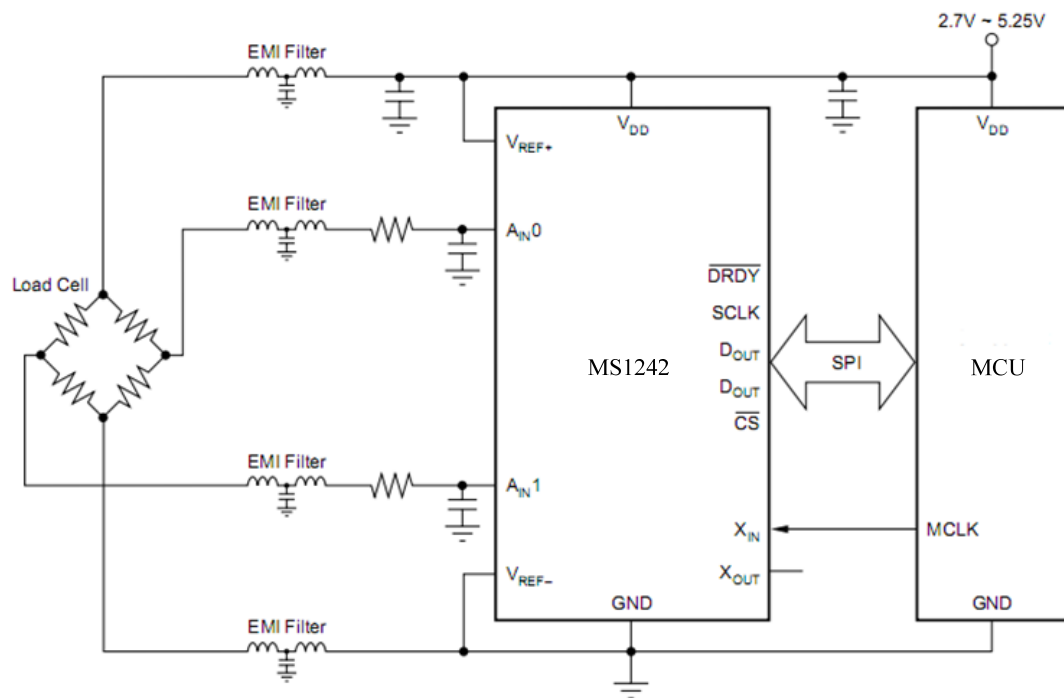 2.7V ~ 5.25V
EMI Filter
VDD
VDD
VREF+
EMI Filter
AIN0
DRDY
Load Cell
SCLK
DOUT
MS1242
SPI
MCU
DOUT
CS
EMI Filter
AIN1
XIN
MCLK
VREF–
XOUT
GND
GND
EMI Filter